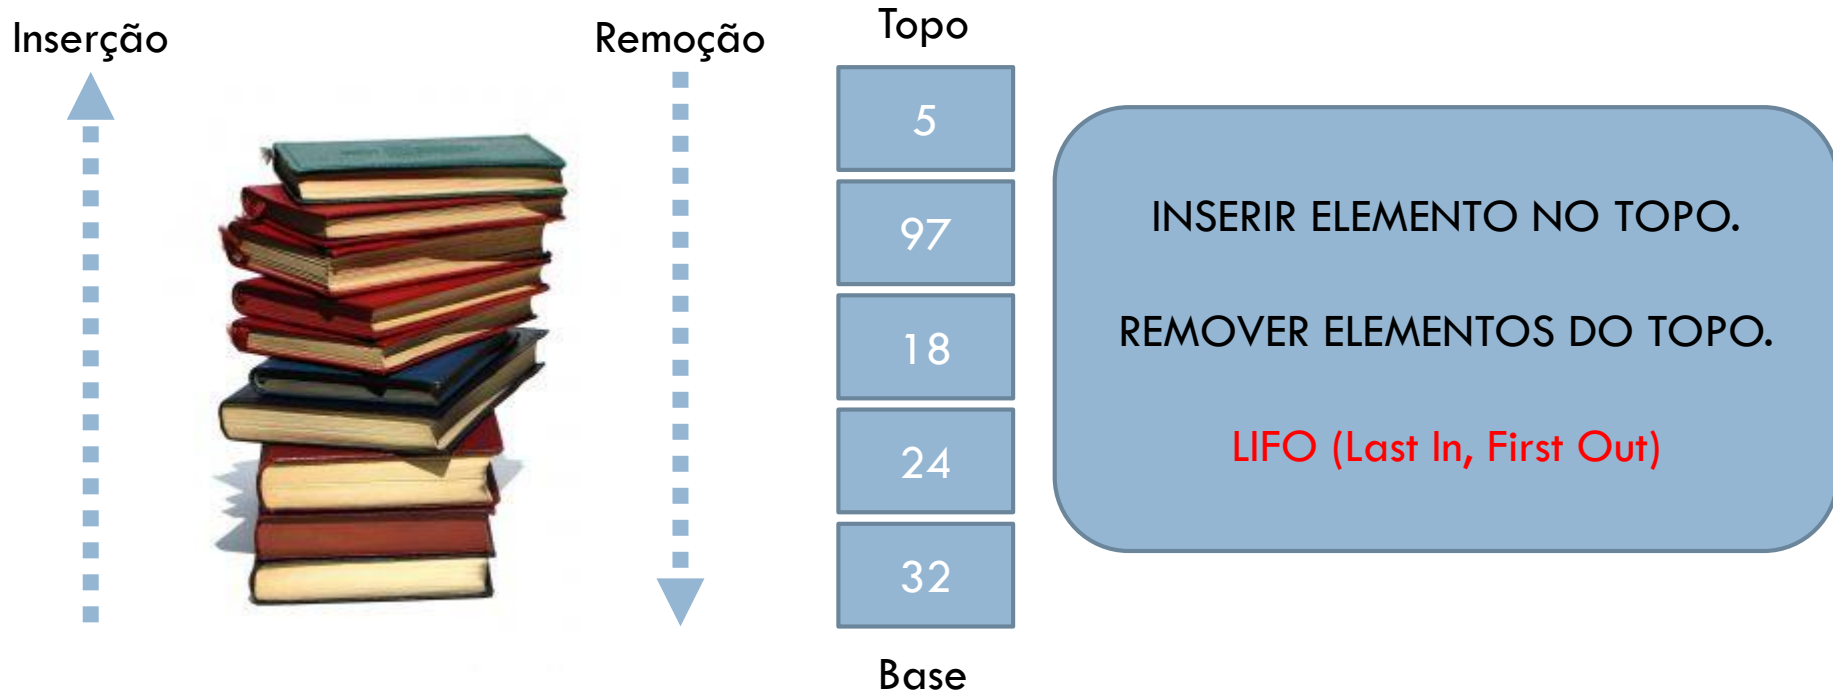 Inserção
Remoção
Topo
5
97
18
24
32
Base
INSERIR ELEMENTO NO TOPO.
REMOVER ELEMENTOS DO TOPO.
LIFO (Last In, First Out)